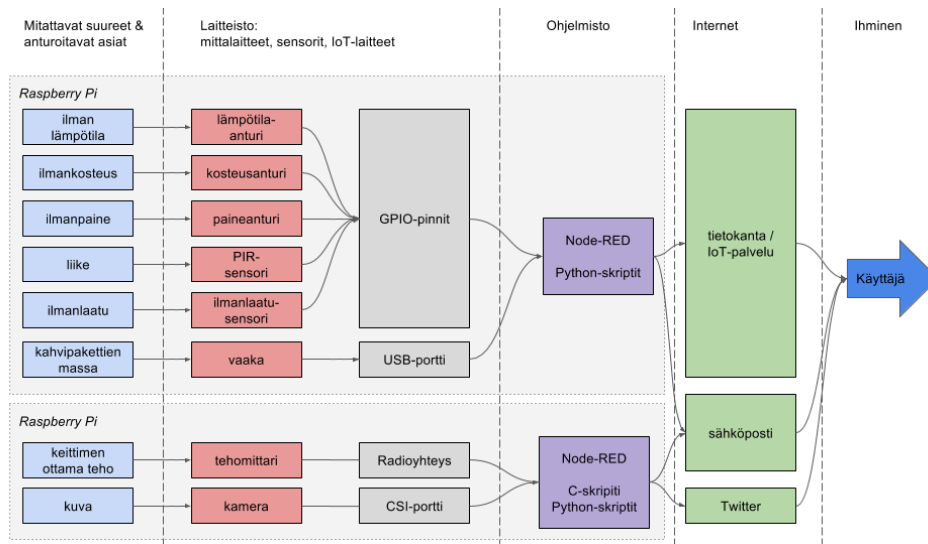 Mitattavat suureet &
anturoitavat asiat
Laitteisto:
mittalaitteet, sensorit, IoT-laitteet
Ohjelmisto
Internet
Ihminen
Raspberry Pi
ilman
lämpötila
lämpötila-
anturi
ilmankosteus
kosteusanturi
ilmanpaine
paineanturi
liike
PIR-
sensori
ilmanlaatu
ilmanlaatu-
sensori
kahvipakettien
massa
vaaka
GPIO-pinnit
USB-portti
Node-RED
Python-skriptit
tietokanta /
IoT-palvelu
Käyttäjä
Raspberry Pi
keittimen
ottama teho
tehomittari
Radioyhteys
kuva
kamera
CSI-portti
Node-RED
C-skripiti
Python-skriptit
sähköposti
Twitter